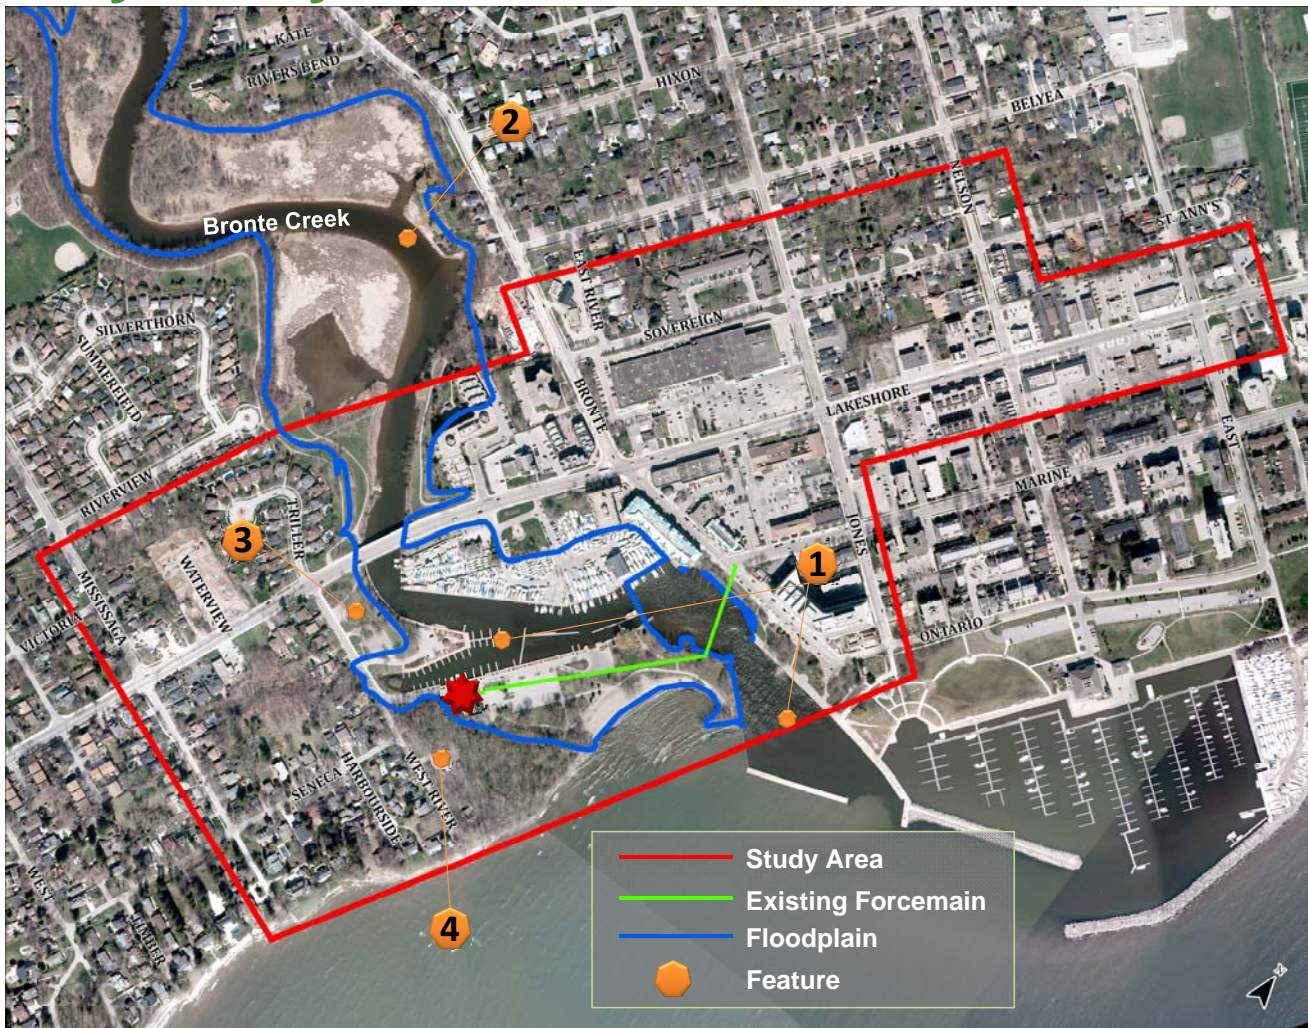 KATE
RIVERS BEND
HIXON
BELYEA
2
NELSON
ST. ANN'S
Bronte Creek
EAST RIVER
SILVERTHORN
SUMMERFIELD
SOVEREIGN
BRONTE
LAKESHORE
EAST
RIVERVIEW
MARINE
TRILLER
JONES
3
1
MISSISSAGA
WATERVIEW
VICTORIA
ONTARIO
SENECA
HARBOURSIDE
WEST RIVER
WEST
TIMBER
4
Study Area
Existing Forcemain
Floodplain
Feature